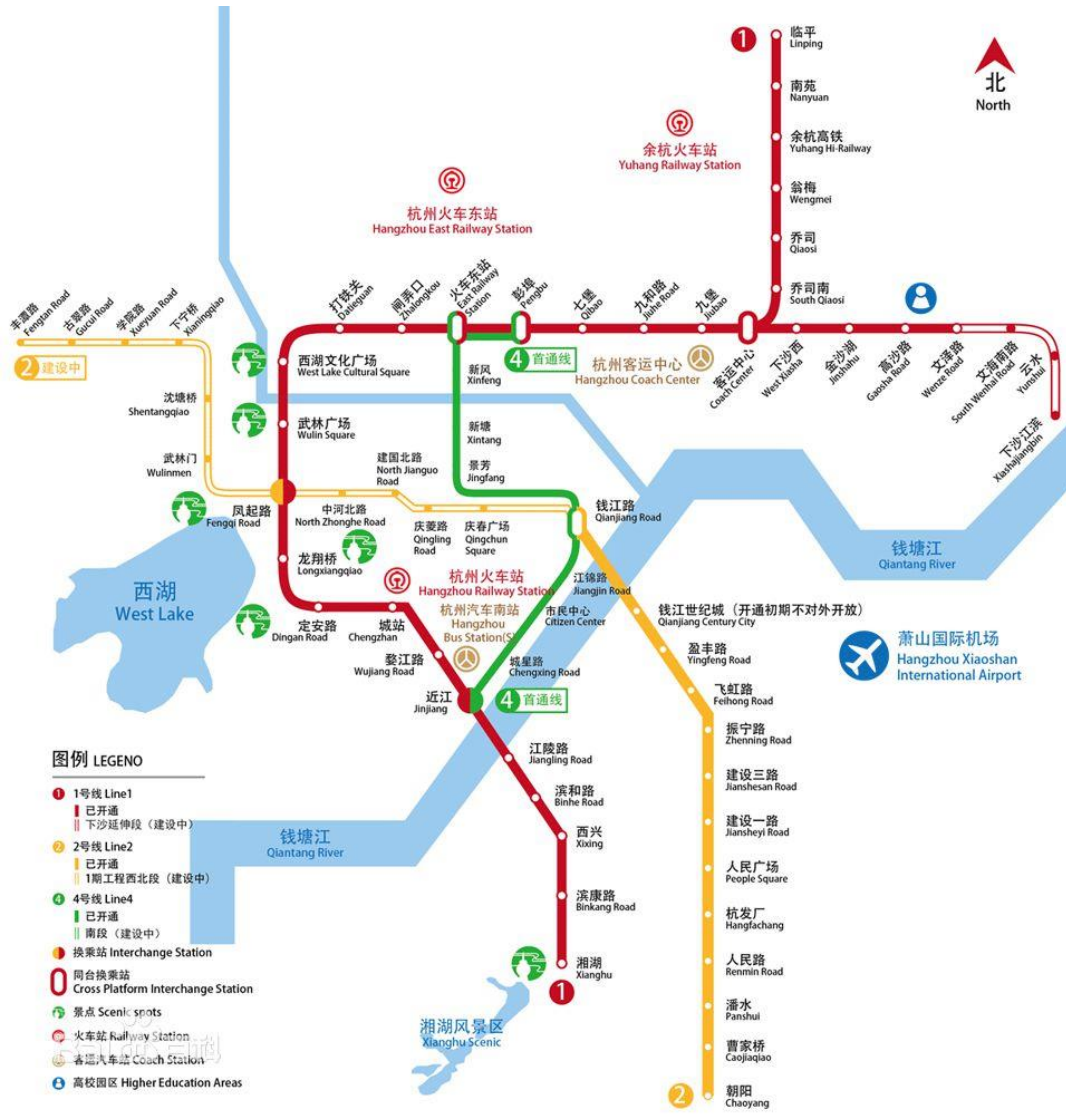 1
临平
Linping
南苑
Nanyuan
余杭高铁
Yuhang Hi-Railway
翁梅
Wengmei
乔司
Qiaosi
乔司南
South Qiaosi
北
North
余杭火车站
Yuhang Railway Station
杭州火车东站
Hangzhou East Railway Station
丰潭路
Fengtan Road
古翠路
Gucui Road
学院路
Xueyuan Road
下宁桥
Xianingqiao
2 建设中
打铁关
Datieguan
闸弄口
Zhalongkou
火车东站
East Railway
Station
彭埠
Pengbu
七堡
Qibao
九和路
Jiuhe Road
九堡
Jiubao
4 首通线
杭州客运中心
Hangzhou Coach Center
客运中心
Coach Center
下沙西
West Xiasha
金沙湖
Jinshahu
高沙路
Gaosha Road
文泽路
Wenze Road
文海南路
South Wenhai Road
云水
Yunshui
下沙江滨
Xiashajiangbin
西湖文化广场
West Lake Cultural Square
武林广场
Wulin Square
新风
Xinfeng
新塘
Xintang
景芳
Jingfang
沈塘桥
Shentangqiao
武林门
Wulinmen
凤起路
Fengqi Road
中河北路
North Zhonghe Road
建国北路
North Jianguo
Road
庆菱路
Qingling
Road
庆春广场
Qingchun
Square
钱江路
Qianjiang Road
钱塘江
Qiantang River
西湖
West Lake
龙翔桥
Longxiangqiao
杭州火车站
Hangzhou Railway Station
杭州汽车南站
Hangzhou
Bus Station(S)
定安路
Dingan Road
城站
Chengzhan
婺江路
Wujiang Road
近江
Jinjiang
江锦路
Jiangjin Road
市民中心
Citizen Center
城星路
Chengxing Road
4 首通线
钱江世纪城（开通初期不对外开放）
Qianjiang Century City
盈丰路
Yingfeng Road
飞虹路
Feihong Road
萧山国际机场
Hangzhou Xiaoshan
International Airport
振宁路
Zhenning Road
建设三路
Jianshesan Road
建设一路
Jiansheyi Road
人民广场
People Square
杭发厂
Hangfachang
人民路
Renmin Road
潘水
Panshui
曹家桥
Caojiaqiao
朝阳
Chaoyang
2
江陵路
Jiangling Road
滨和路
Binhe Road
西兴
Xixing
滨康路
Binkang Road
湘湖
Xianghu
1
湘湖风景区
Xianghu Scenic
钱塘江
Qiantang River
图例 LEGENO
1 1号线 Line1
已开通
下沙延伸段（建设中）
2 2号线 Line2
已开通
1期工程西北段（建设中）
4 4号线 Line4
已开通
南段（建设中）
换乘站 Interchange Station
同台换乘站
Cross Platform Interchange Station
景点 Scenic spots
火车站 Railway Station
客运汽车站 Coach Station
高校园区 Higher Education Areas